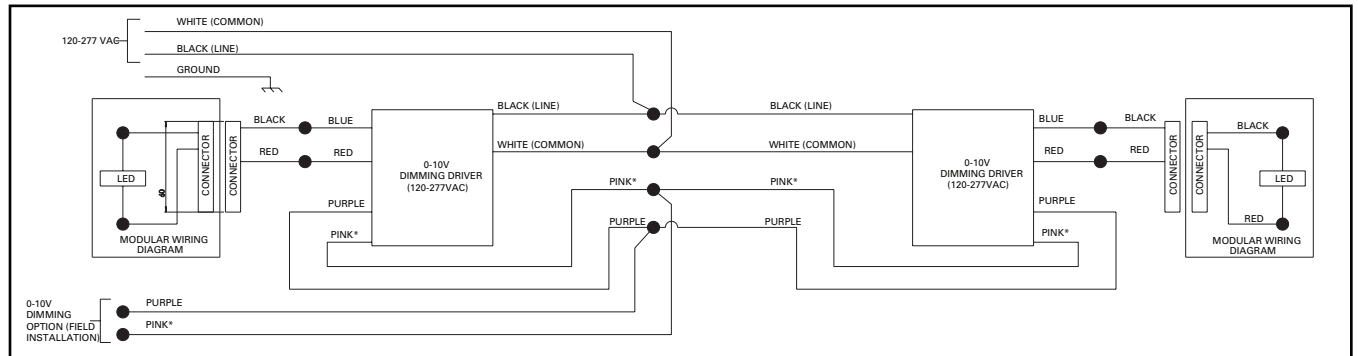 WHITE (COMMON)
120-277 VAC
BLACK (LINE)
GROUND
BLACK
BLUE
BLACK (LINE)
BLACK (LINE)
BLUE
BLACK
BLACK
CONNECTOR
CONNECTOR
RED
RED
WHITE (COMMON)
WHITE (COMMON)
RED
RED
CONNECTOR
CONNECTOR
LED
60
0-10V
DIMMING DRIVER
(120-277VAC)
0-10V
DIMMING DRIVER
(120-277VAC)
LED
PINK*
PINK*
PURPLE
PURPLE
PURPLE
PURPLE
RED
PINK*
PINK*
MODULAR WIRING
DIAGRAM
MODULAR WIRING
DIAGRAM
0-10V
DIMMING
OPTION (FIELD
INSTALLATION)
PURPLE
PINK*